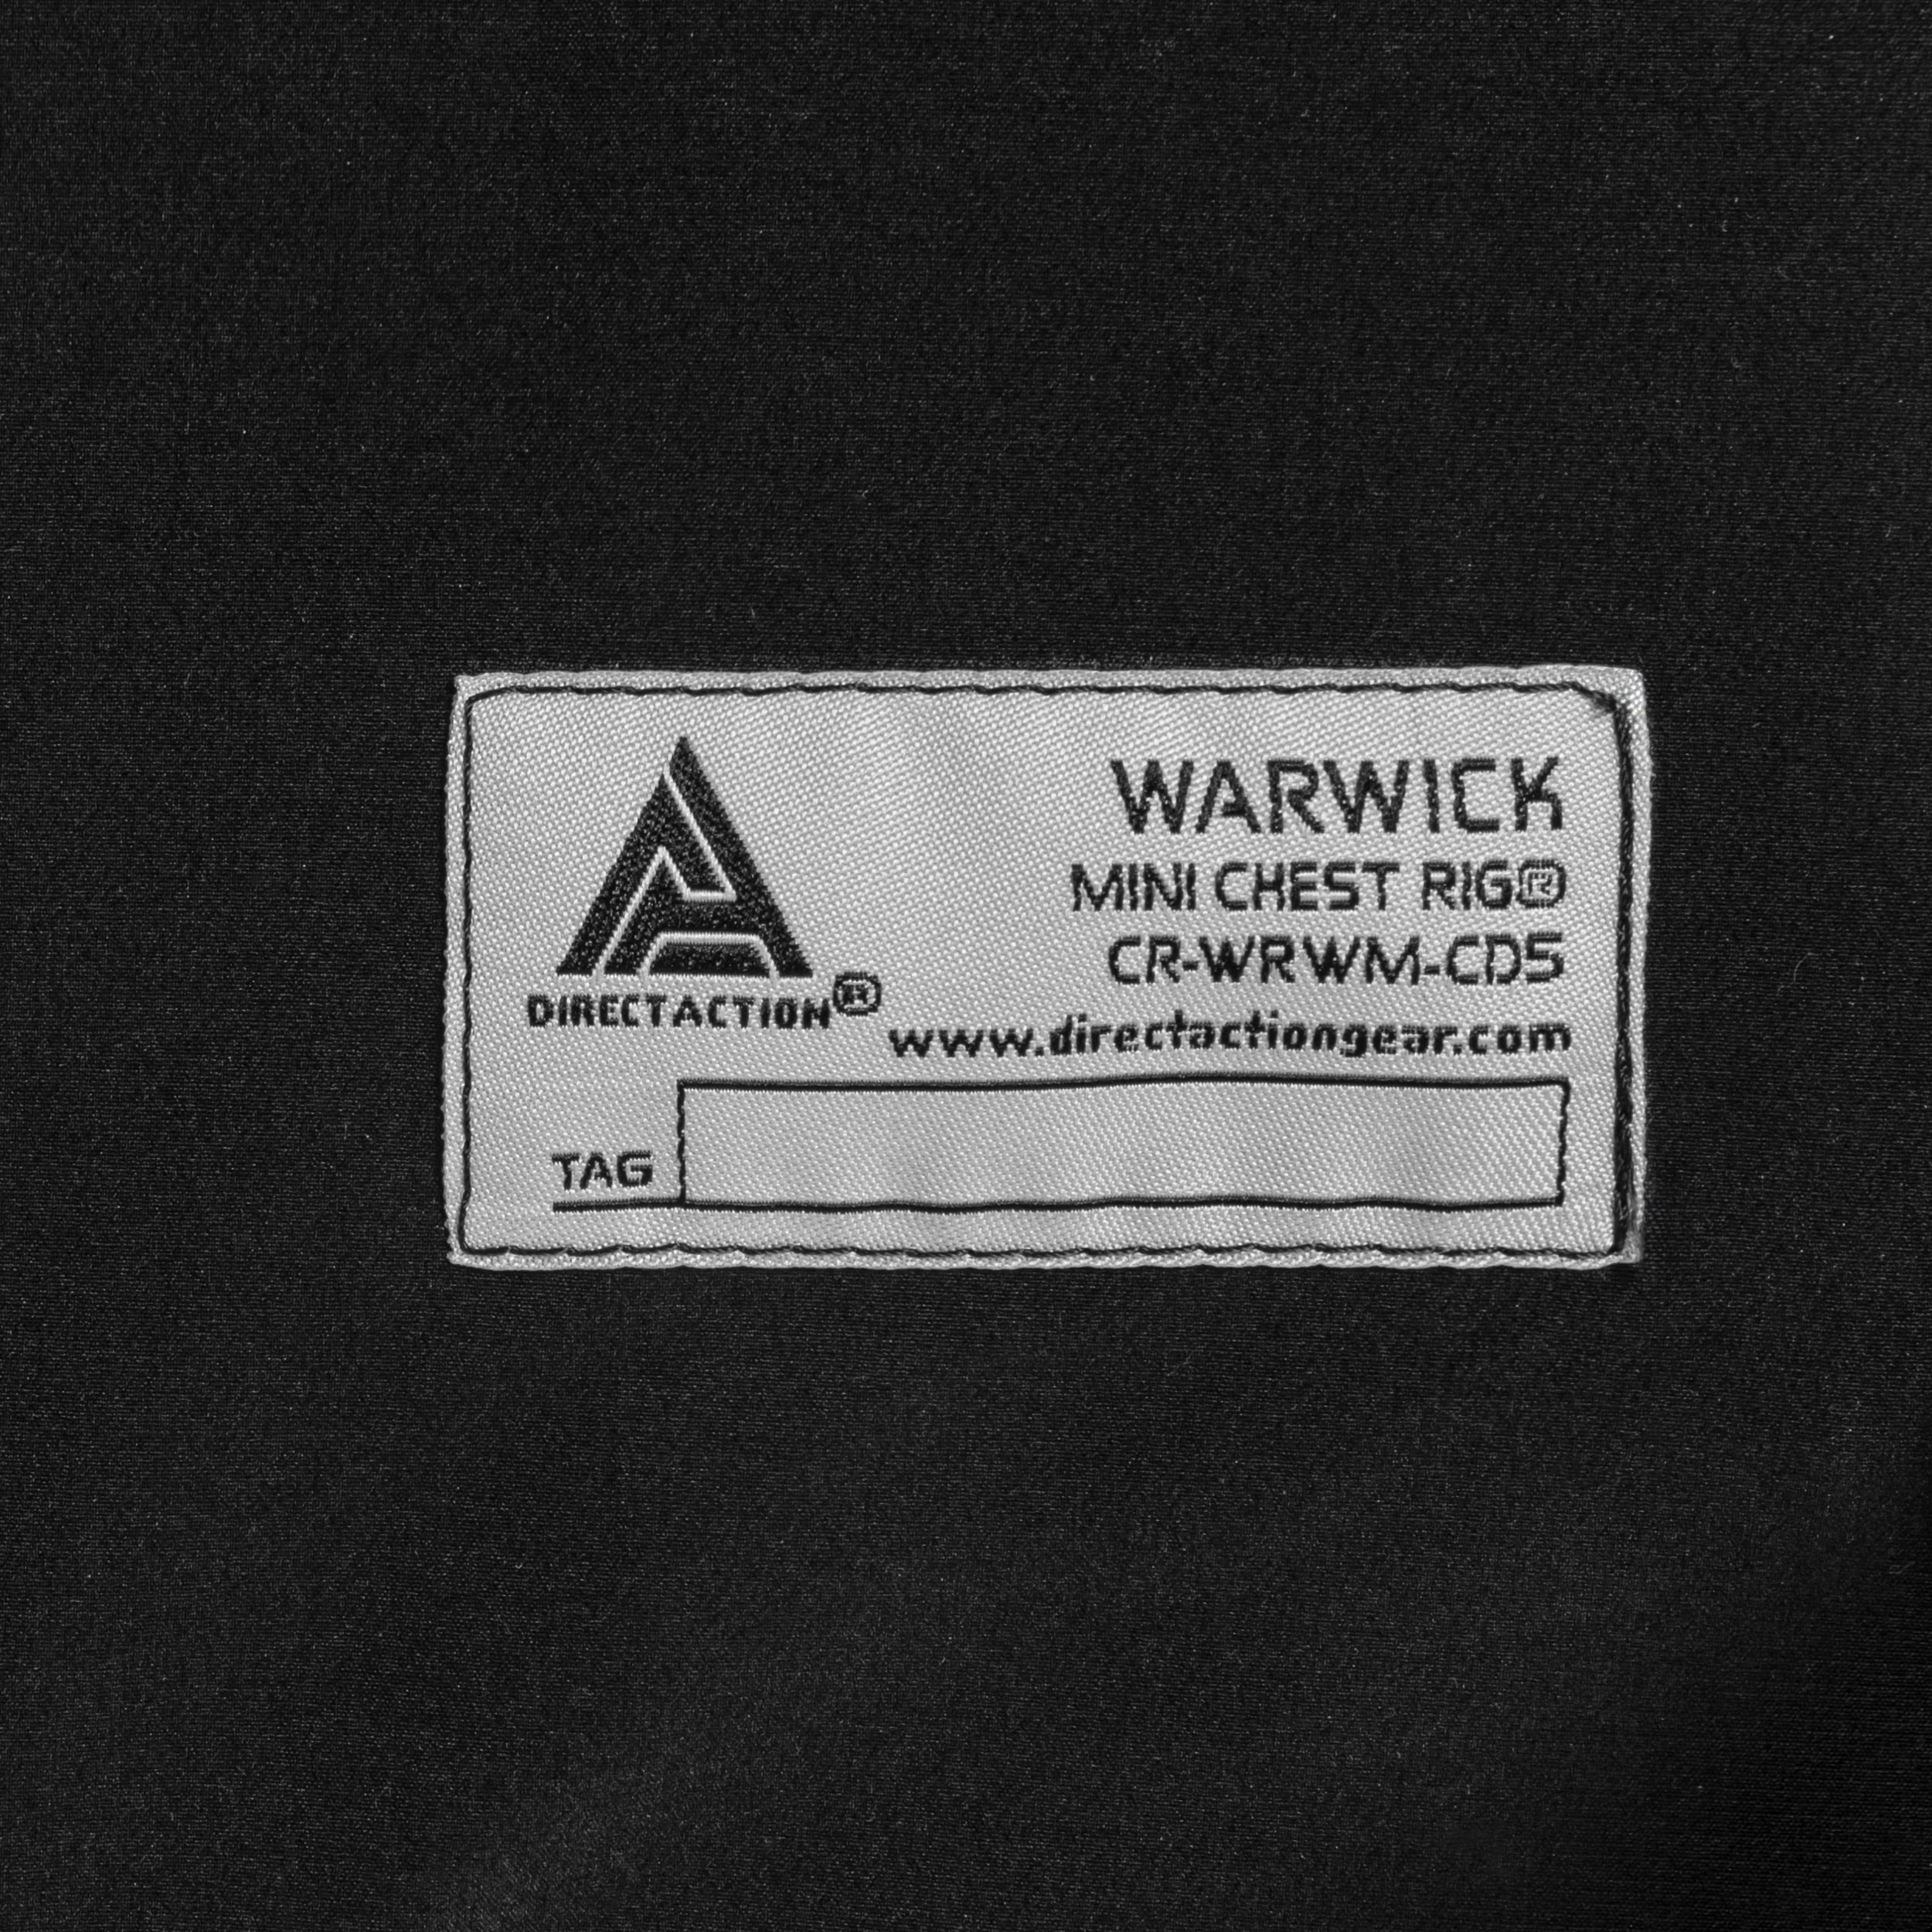 WARWICK
MINI CHEST RIG®
CR-WRWM-CD5
DIRECTACTION®
www.directactiongear.com
TAG